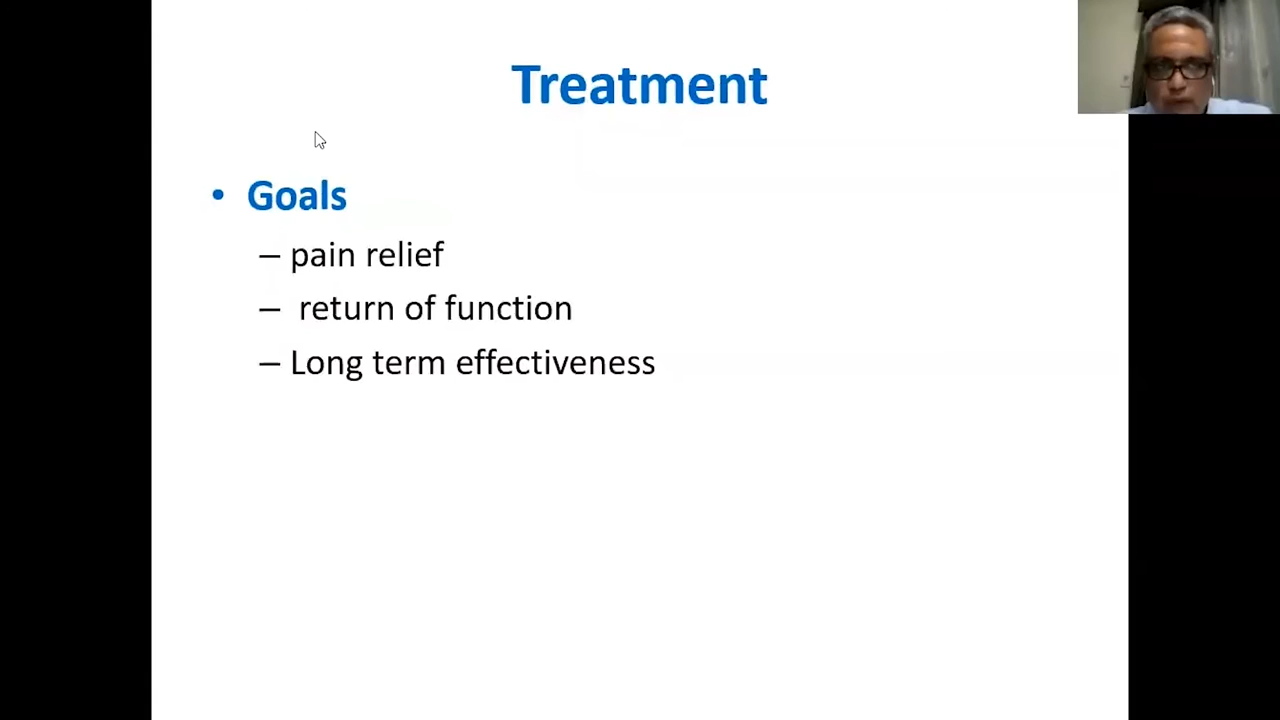 Treatment
• Goals
– pain relief
– return of function
– Long term effectiveness